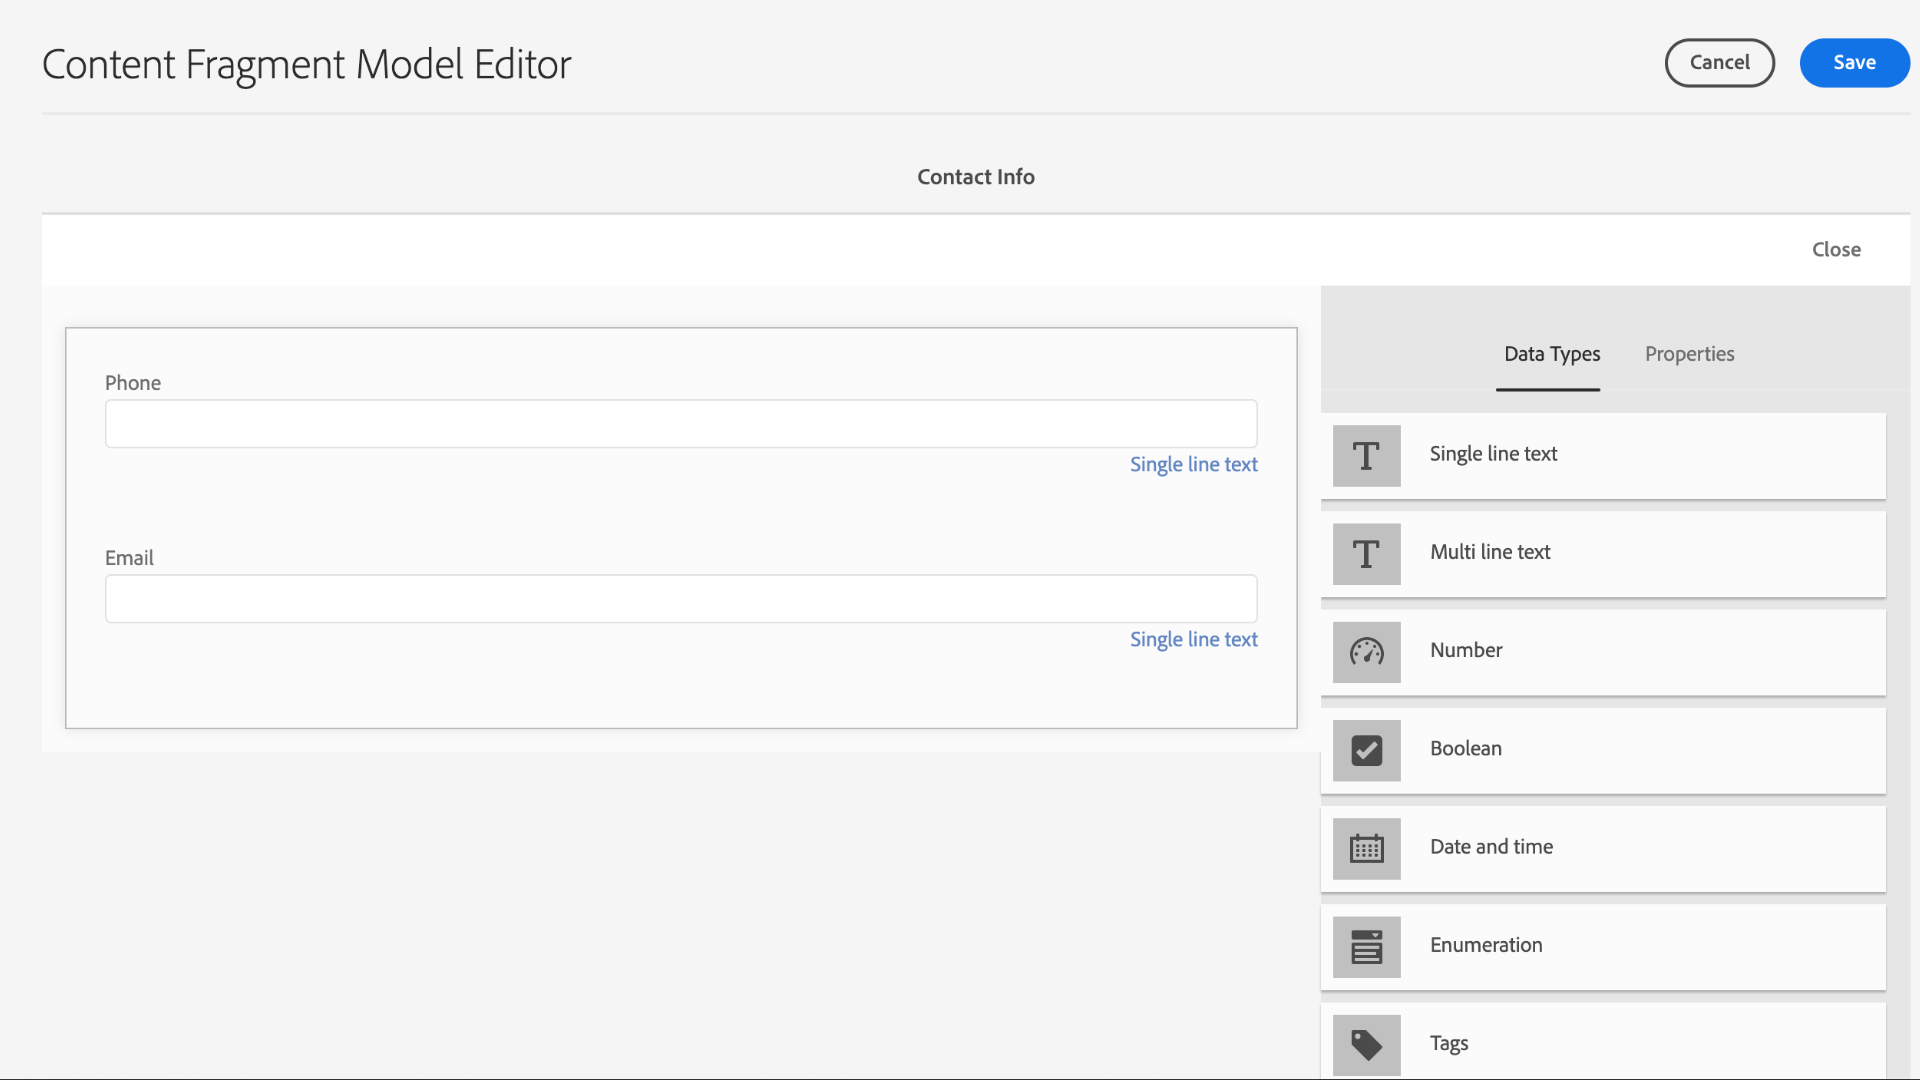 Content Fragment Model Editor
Cancel
Save
Contact Info
Close
Data Types
Properties
Phone
Single line text
Email
Single line text
Single line text
Multi line text
Number
Boolean
Date and time
Enumeration
Tags